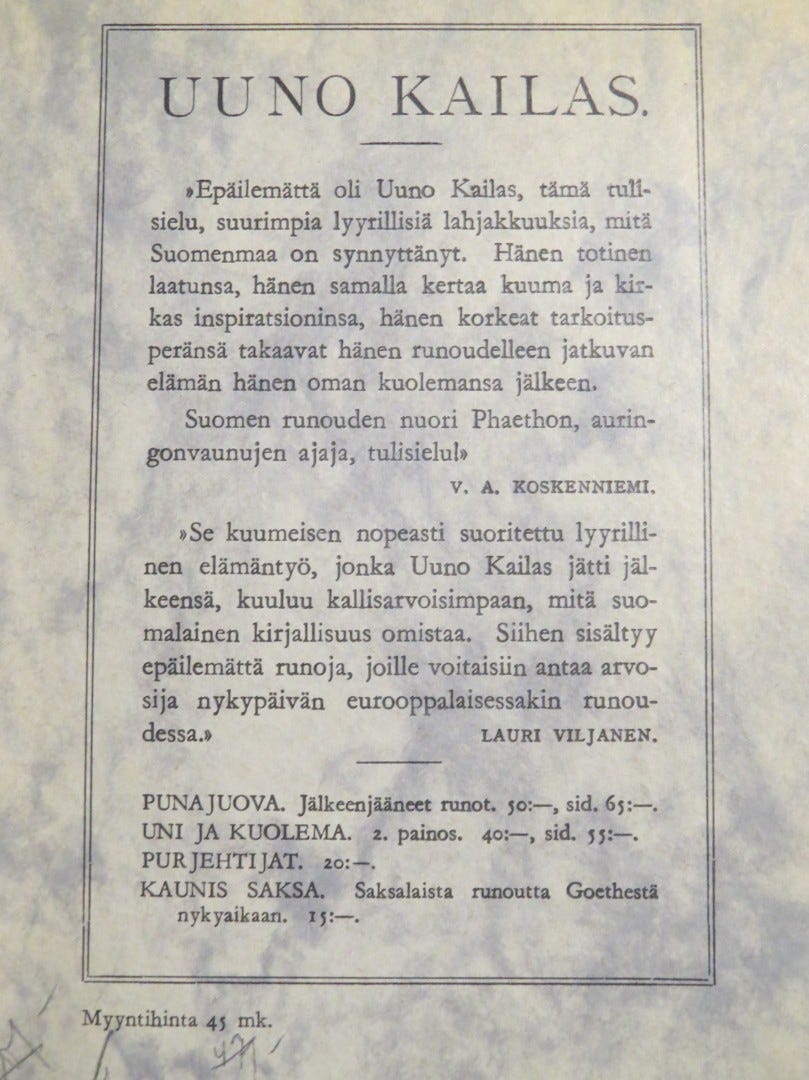 UUNO KAILAS.
»Epäilemättä oli Uuno Kailas, tämä tuli-
sielu, suurimpia lyyrillisiä lahjakkuuksia, mitä
Suomenmaa on synnyttänyt. Hänen totinen
laatunsa, hänen samalla kertaa kuuma ja kir-
kas inspiratsioninsa, hänen korkeat tarkoitus-
peränsä takaavat hänen runoudelleen jatkuvan
elämän hänen oman kuolemansa jälkeen.
Suomen runouden nuori Phaethon, aurin-
gonvaunujen ajaja, tulisielu!»
V. A. KOSKENNIEMI.
»Se kuumeisen nopeasti suoritettu lyyrilli-
nen elämäntyö, jonka Uuno Kailas jätti jäl-
keensä, kuuluu kallisarvoisimpaan, mitä suo-
malainen kirjallisuus omistaa. Siihen sisältyy
epäilemättä runoja, joille voitaisiin antaa arvo-
sija nykypäivän eurooppalaisessakin runou-
dessa.» LAURI VILJANEN.
PUNAJUOVA. Jälkeenjääneet runot. 50:—, sid. 65:—.
UNI JA KUOLEMA. 2. painos. 40:—, sid. 55:—.
PURJEHTIJAT. 20:—.
KAUNIS SAKSA. Saksalaista runoutta Goethestä
nykyaikaan. 15:—.
Myyntihinta 45 mk.